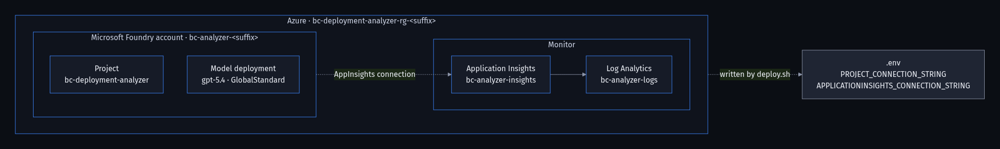 Azure · bc-deployment-analyzer-rg-<suffix>
Microsoft Foundry account · bc-analyzer-<suffix>
Project
bc-deployment-analyzer
Model deployment
gpt-5.4 · GlobalStandard
AppInsights connection
Monitor
Application Insights
bc-analyzer-insights
Log Analytics
bc-analyzer-logs
written by deploy.sh
.env
PROJECT_CONNECTION_STRING
APPLICATIONINSIGHTS_CONNECTION_STRING